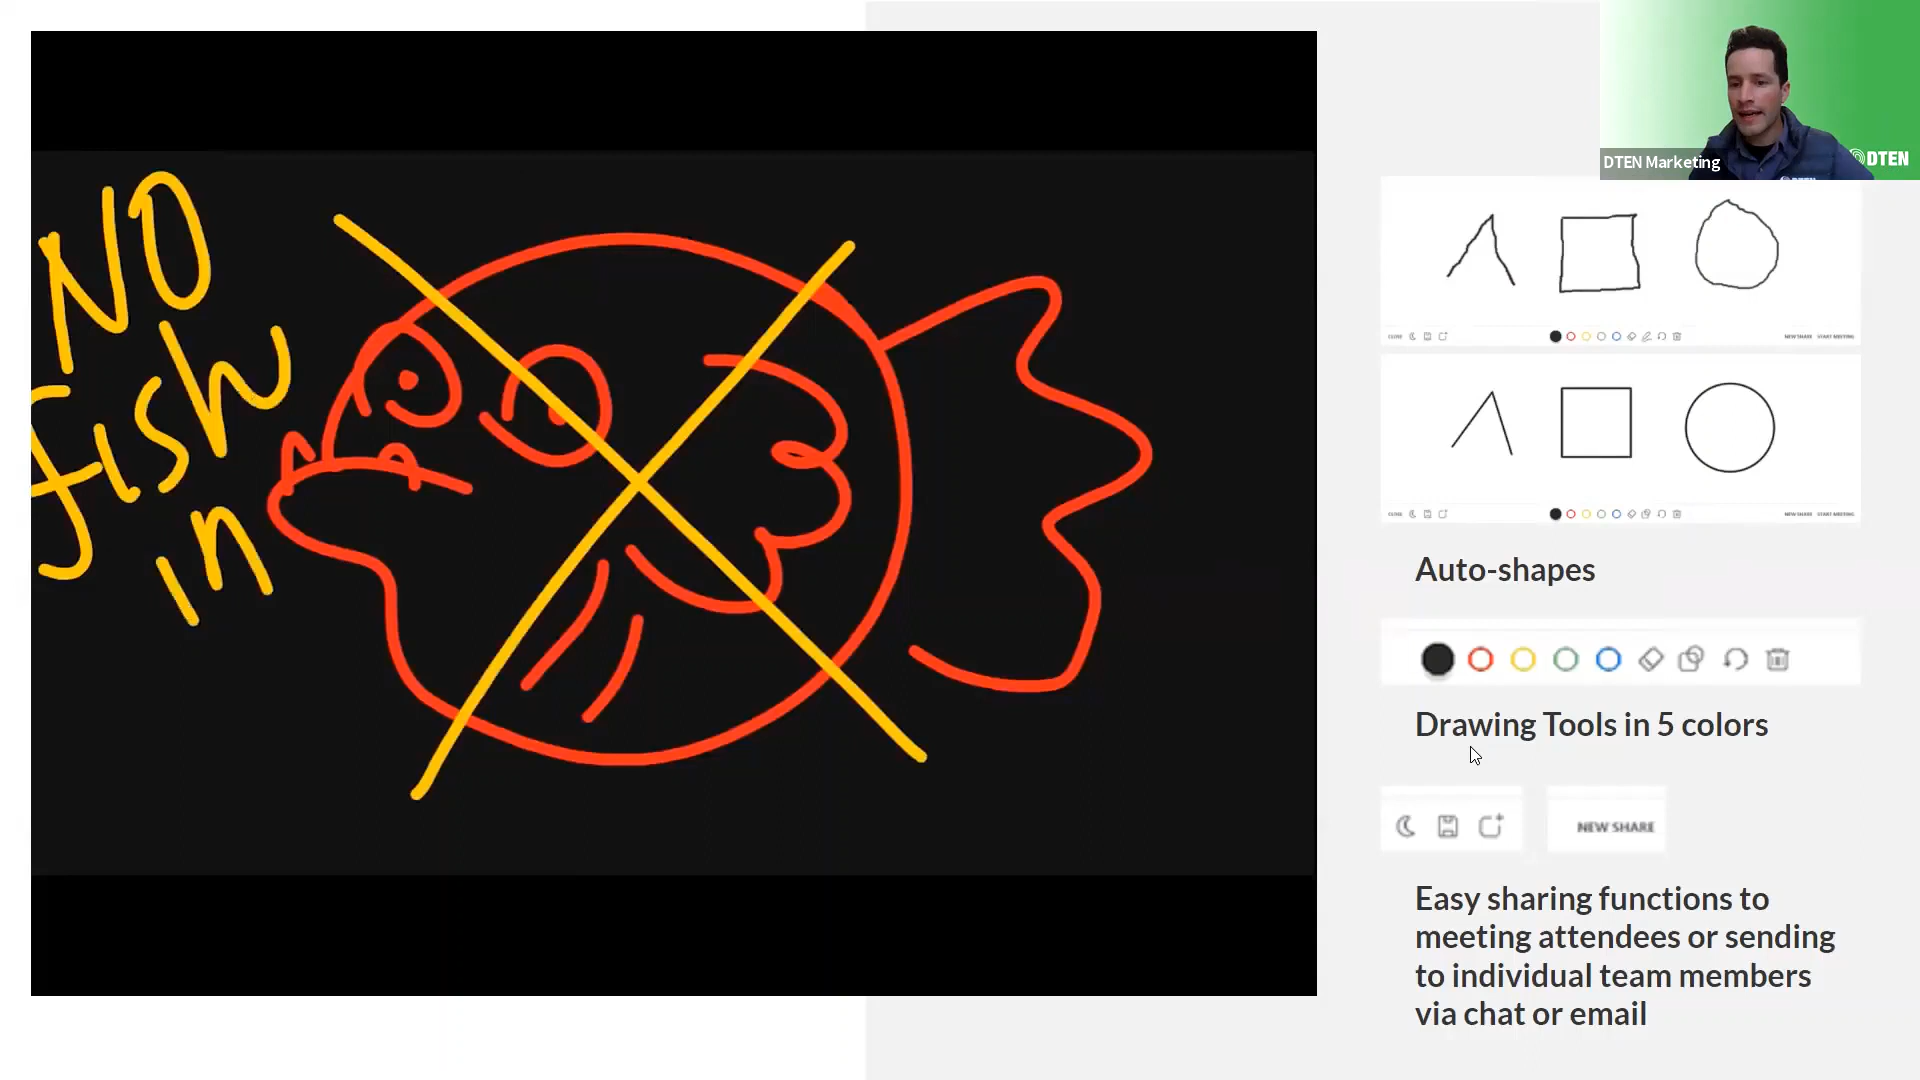 NO
fish
in
DTEN Marketing
DTEN
Auto-shapes
Drawing Tools in 5 colors
NEW SHARE
Easy sharing functions to
meeting attendees or sending
to individual team members
via chat or email